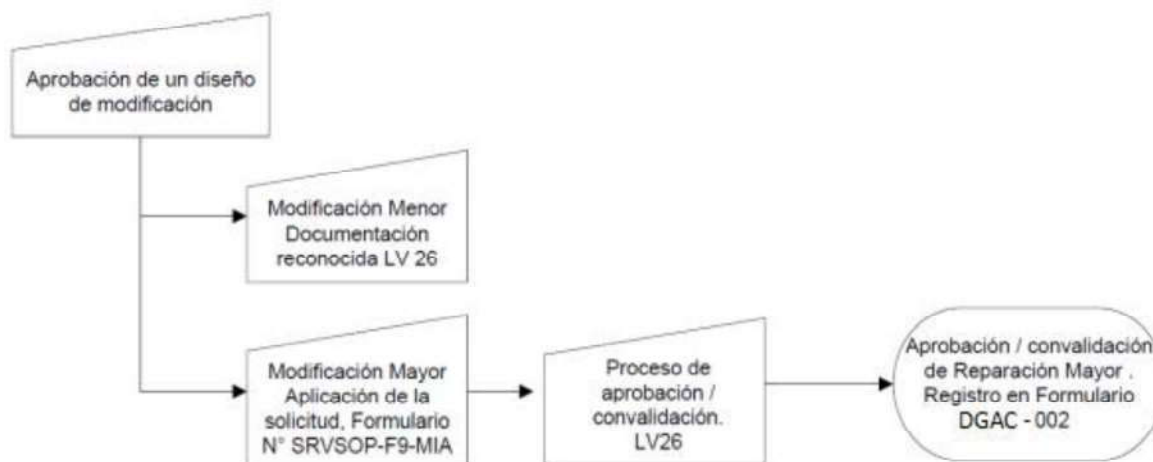 Aprobación de un diseño
de modificación
Modificación Menor
Documentación
reconocida LV 26
Modificación Mayor
Aplicación de la
solicitud, Formulario
N° SRVSOP-F9-MIA
Proceso de
aprobación /
convalidación.
LV26
Aprobación / convalidación
de Reparación Mayor .
Registro en Formulario
DGAC - 002